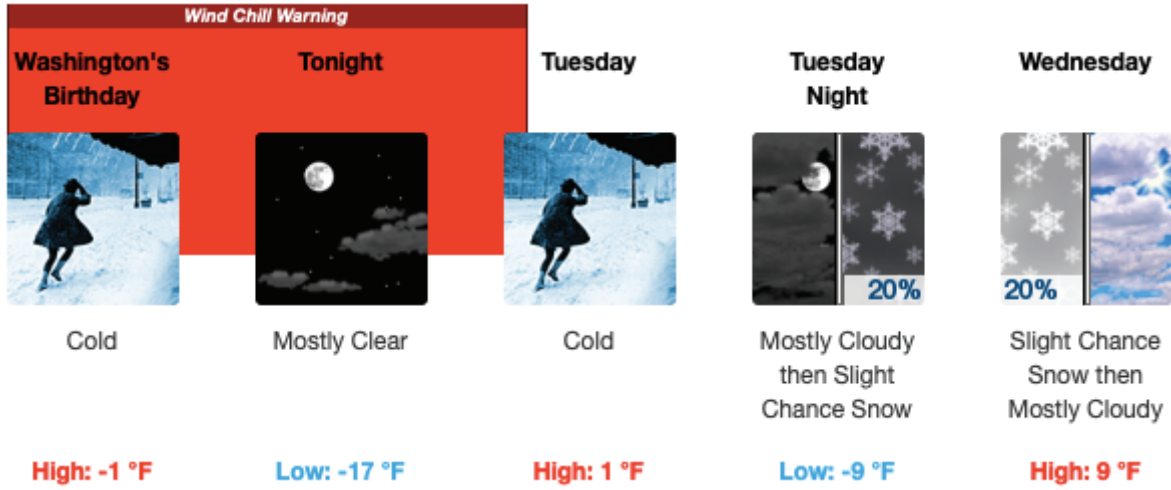 Wind Chill Warning
Washington's
Birthday
Tonight
Tuesday
Tuesday
Night
Wednesday
20%
20%
Cold
Mostly Clear
Cold
Mostly Cloudy
then Slight
Chance Snow
Slight Chance
Snow then
Mostly Cloudy
High: -1 °F
Low: -17 °F
High: 1 °F
Low: -9 °F
High: 9 °F